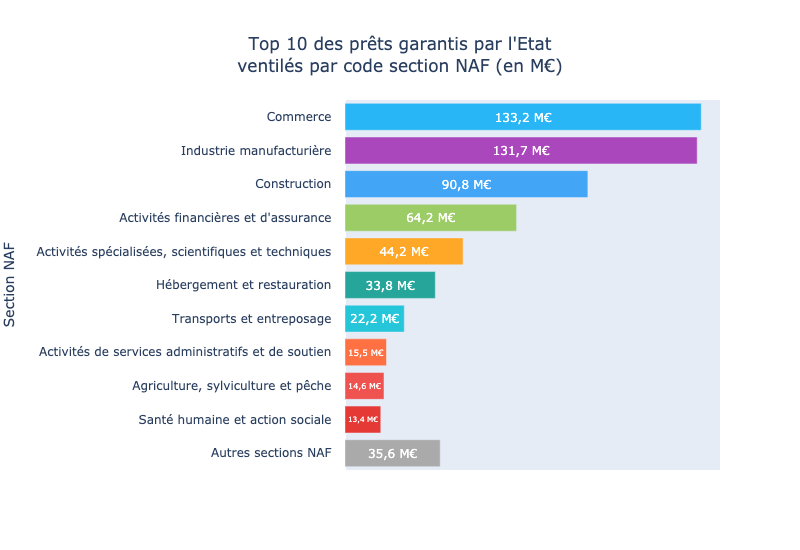 Top 10 des prêts garantis par l'Etat
ventilés par code section NAF (en M€)
Section NAF
Commerce 133,2 M€
Industrie manufacturière 131,7 M€
Construction 90,8 M€
Activités financières et d'assurance 64,2 M€
Activités spécialisées, scientifiques et techniques 44,2 M€
Hébergement et restauration 33,8 M€
Transports et entreposage 22,2 M€
Activités de services administratifs et de soutien 15,5 M€
Agriculture, sylviculture et pêche 14,6 M€
Santé humaine et action sociale 13,4 M€
Autres sections NAF 35,6 M€